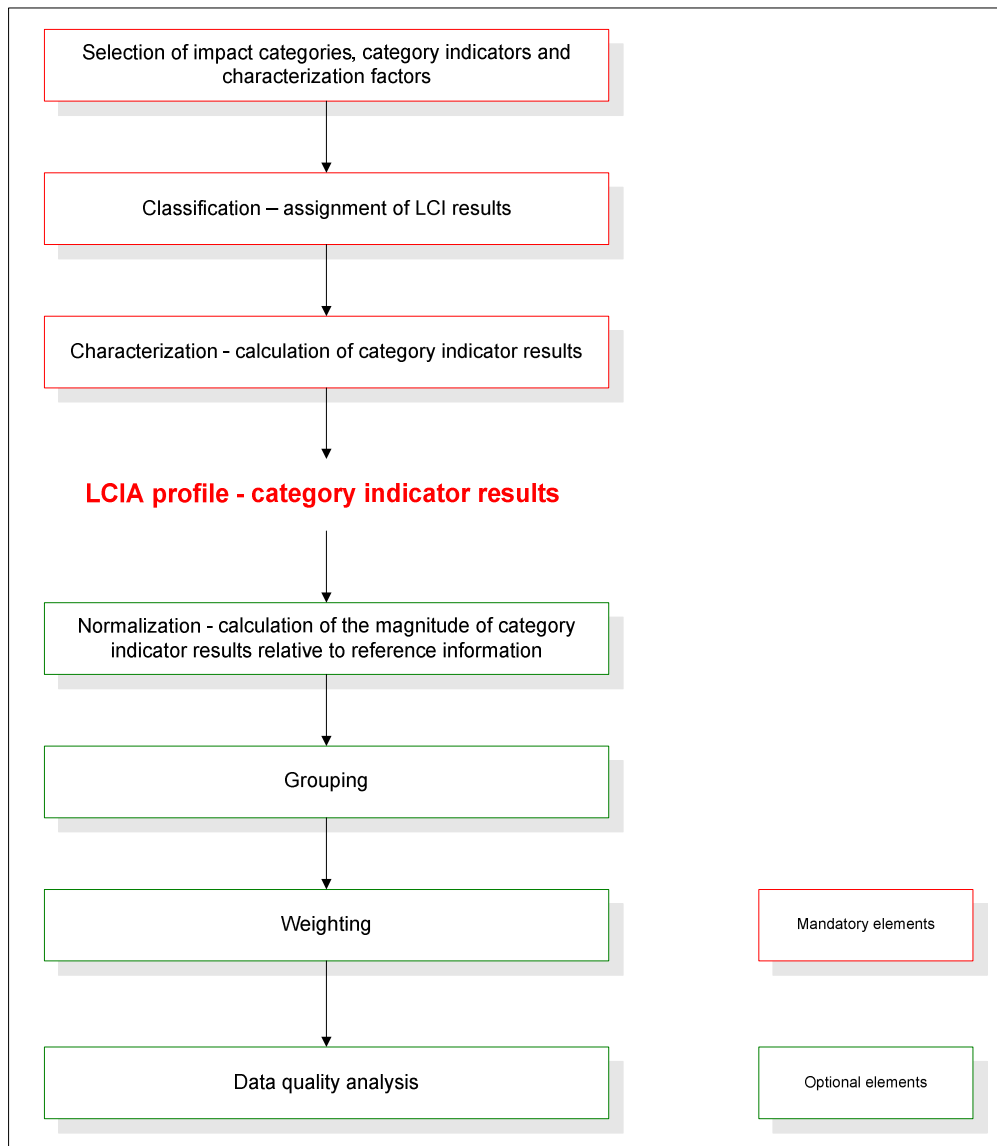 Selection of impact categories, category indicators and
characterization factors
Classification – assignment of LCI results
Characterization - calculation of category indicator results
LCIA profile - category indicator results
Normalization - calculation of the magnitude of category
indicator results relative to reference information
Grouping
Weighting
Mandatory elements
Data quality analysis
Optional elements